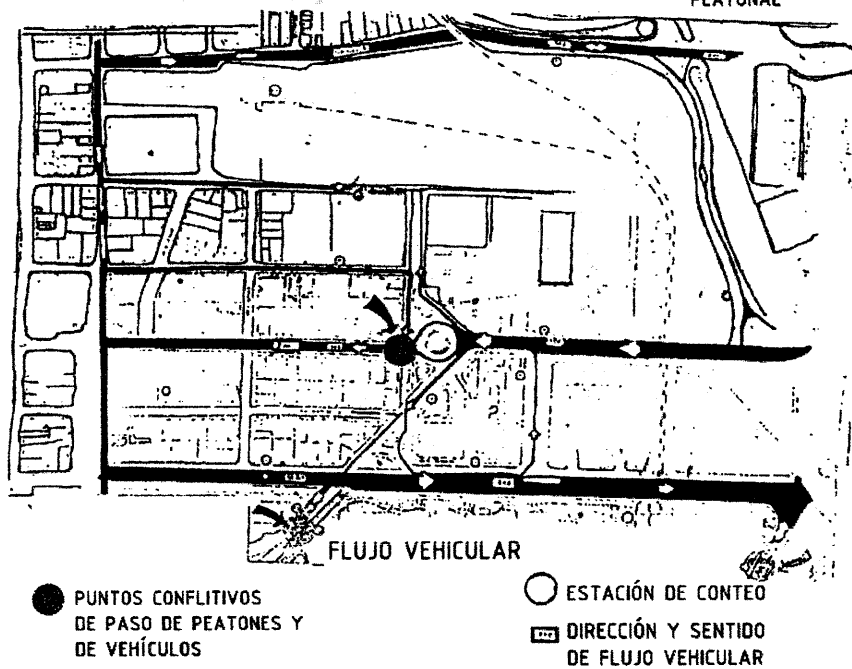 PEATONAL
FLUJO VEHICULAR
PUNTOS CONFLITIVOS
DE PASO DE PEATONES Y
DE VEHÍCULOS
ESTACIÓN DE CONTEO
DIRECCIÓN Y SENTIDO
DE FLUJO VEHICULAR